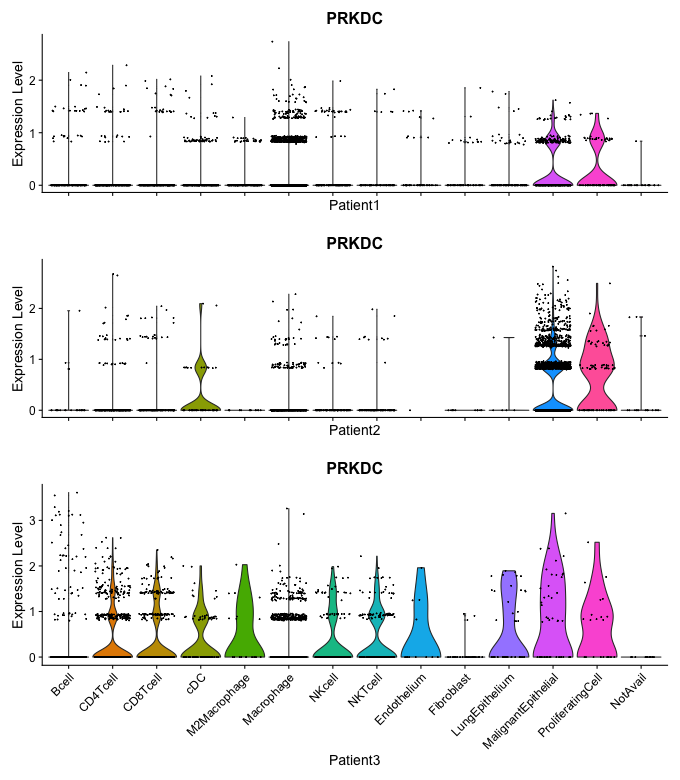 PRKDC
Expression Level
2
1
0
Patient1
PRKDC
Expression Level
2
1
0
Patient2
PRKDC
Expression Level
3
2
1
0
Bcell
CD4Tcell
CD8Tcell
cDC
M2Macrophage
Macrophage
NKcell
NKTcell
Endothelium
Fibroblast
LungEpithelium
MalignantEpithelial
ProliferatingCell
NotAvail
Patient3